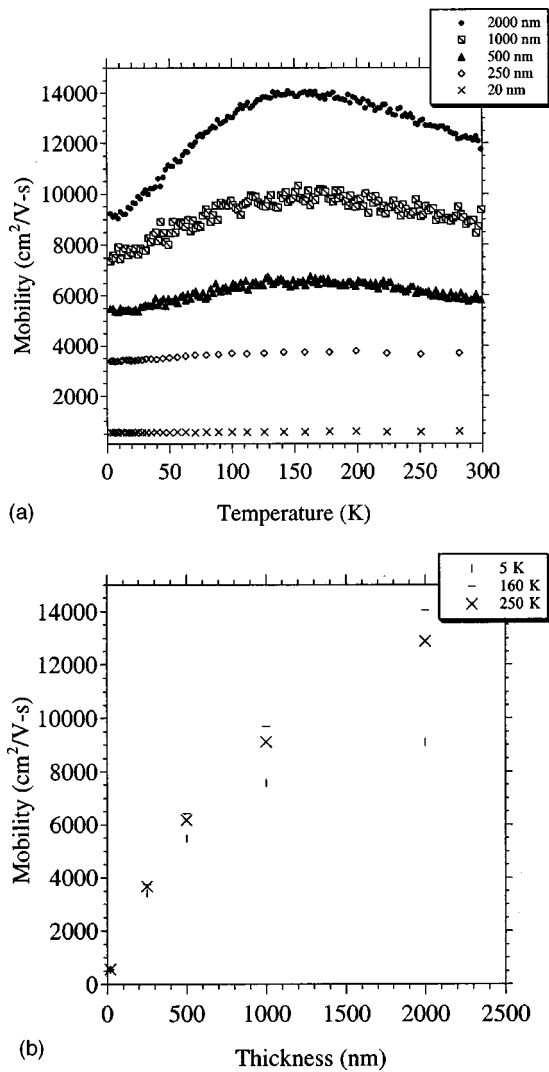 2000 nm
1000 nm
500 nm
250 nm
20 nm
14000
12000
10000
8000
6000
4000
2000
Mobility (cm²/V-s)
0 50 100 150 200 250 300
(a)
Temperature (K)
5 K
160 K
250 K
14000
12000
10000
8000
6000
4000
2000
0
Mobility (cm²/V-s)
0 500 1000 1500 2000 2500
(b)
Thickness (nm)